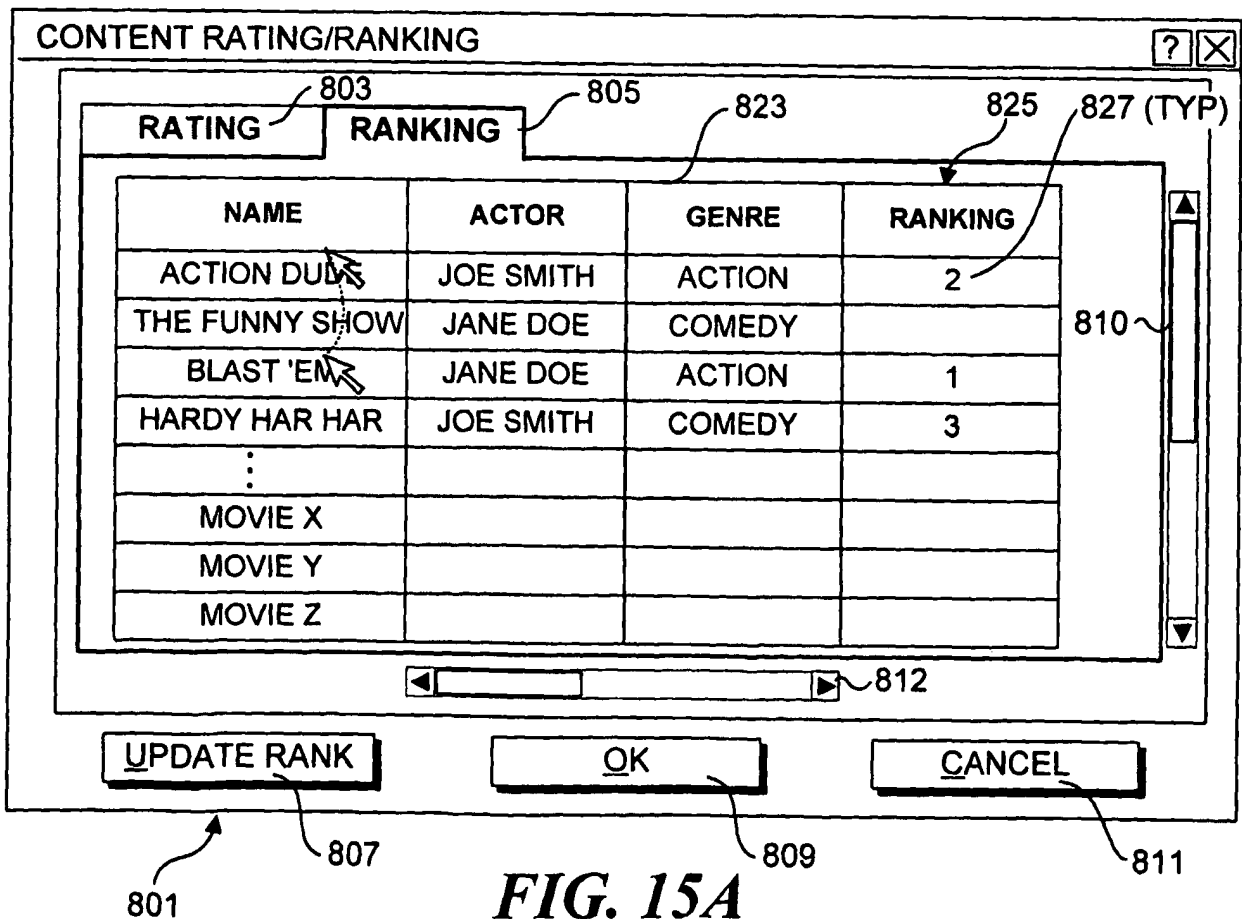 CONTENT RATING/RANKING ?
803 805 823 825 827 (TYP)
RATING RANKING
NAME ACTOR GENRE RANKING
ACTION DUDE JOE SMITH ACTION 2
THE FUNNY SHOW JANE DOE COMEDY
810
BLAST 'EM JANE DOE ACTION 1
HARDY HAR HAR JOE SMITH COMEDY 3
⋮
MOVIE X
MOVIE Y
MOVIE Z
812
UPDATE RANK OK CANCEL
807 809 811
801
FIG. 15A